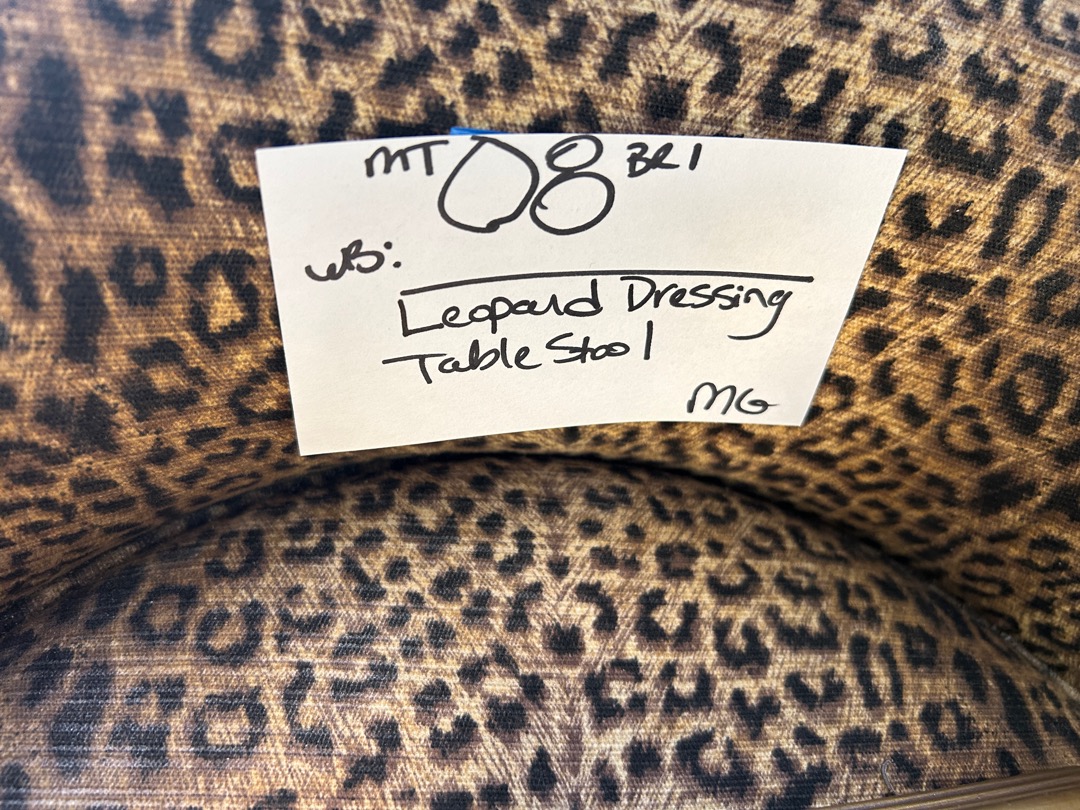 MT 08 BR1
WB:
Leopard Dressing
Table Stool
MG